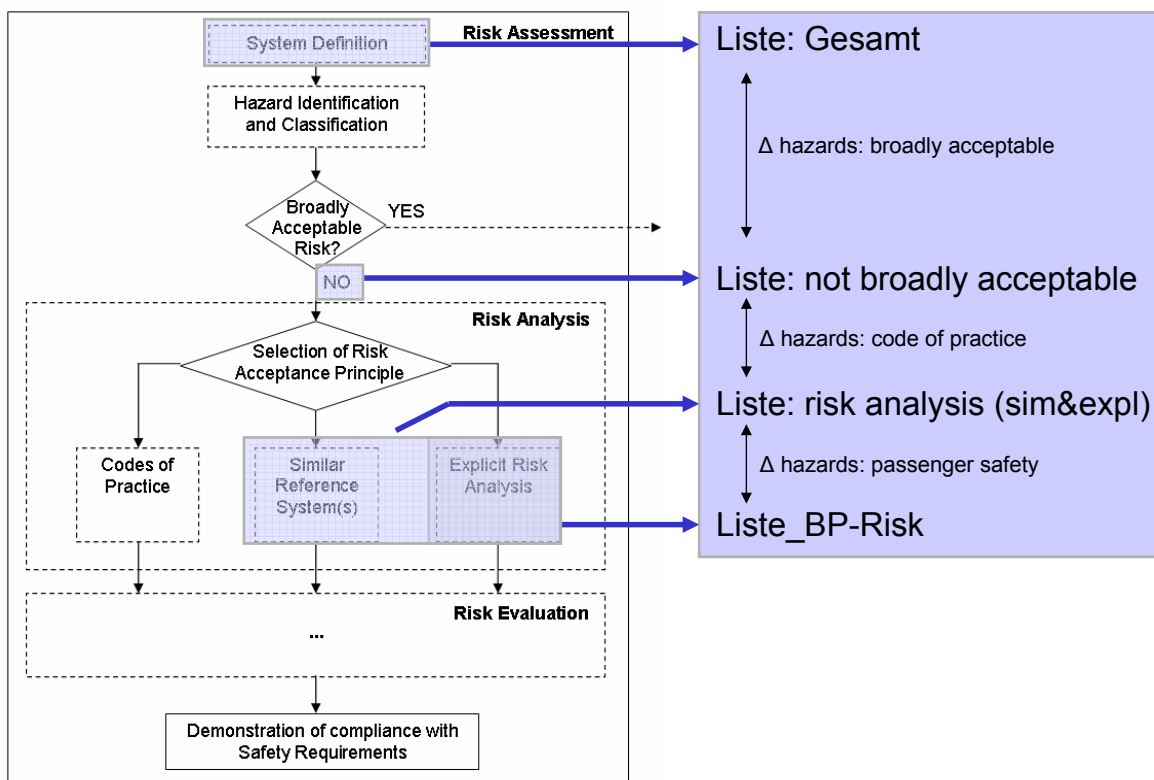 System Definition
Risk Assessment
Hazard Identification
and Classification
Broadly
Acceptable
Risk?
YES
NO
Risk Analysis
Selection of Risk
Acceptance Principle
Codes of
Practice
Similar
Reference
System(s)
Explicit Risk
Analysis
Risk Evaluation
...
Demonstration of compliance with
Safety Requirements
Liste: Gesamt
Δ hazards: broadly acceptable
Liste: not broadly acceptable
Δ hazards: code of practice
Liste: risk analysis (sim&expl)
Δ hazards: passenger safety
Liste_BP-Risk